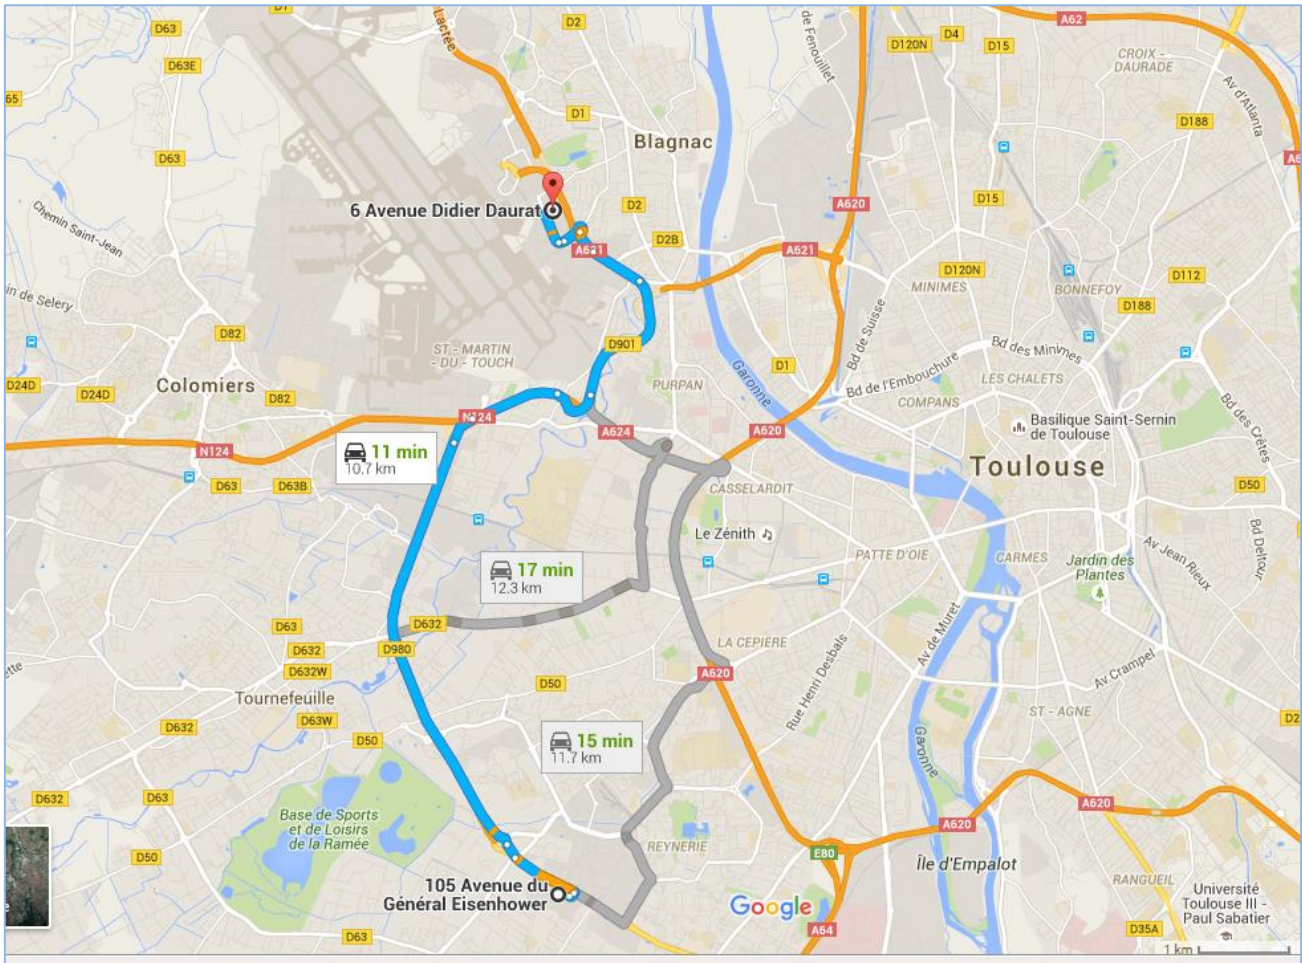 D1
A62
D63
Lactée
D2
de Fenouillet
D120N
D4
D15
CROIX -
DAURADE
D63E
65
Av d'Atlanta
D1
D188
Blagnac
D63
A6
6 Avenue Didier Daurat
D2
A620
D15
Chemin Saint-Jean
D2B
A621
A621
D120N
D112
in de Selery
MINIMES
BONNEFOY
D188
D82
D901
Bd de Suisse
Bd des Minimes
ST - MARTIN
- DU - TOUCH
D1
Bd de l'Embouchure
LES CHALETS
D24D
D24D
Colomiers
D82
PURPAN
Garonne
COMPANS
Bd des Crêtes
N124
A624
A620
Basilique Saint-Sernin
de Toulouse
N124
11 min
10.7 km
Toulouse
D63
D63B
CASSELARDIT
D50
Le Zénith
PATTE D'OIE
CARMES
Jardin des
Plantes
Av Jean Rieux
Bd Deltour
17 min
12.3 km
D63
D632
D632
D632W
D980
LA CEPIERE
Av de Muret
Rue Henri Desbals
Av Crampel
ette
A620
D50
Tournefeuille
D63W
D632
D50
ST - AGNE
D2
15 min
11.7 km
Garonne
D632
D63
A620
A620
Base de Sports
et de Loisirs
de la Ramée
D50
REYNERIE
E80
Île d'Empalot
105 Avenue du
Général Eisenhower
RANGUEIL
Université
Toulouse III -
Paul Sabatier
e
Google
D63
A64
D35A
1 km